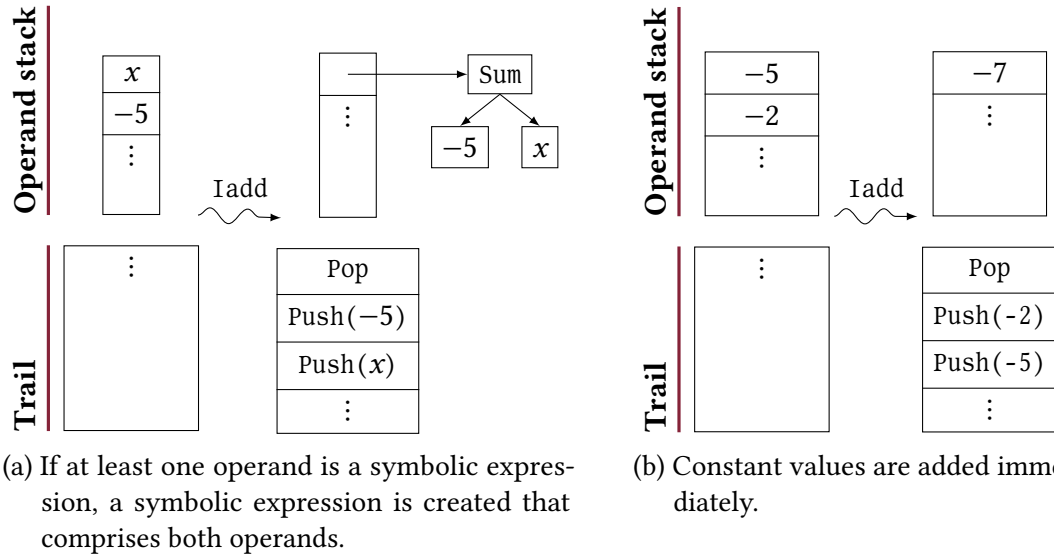 Operand stack
x
−5
⋮
Iadd
⋮
Sum
−5
x
Trail
⋮
Pop
Push(−5)
Push(x)
⋮
(a) If at least one operand is a symbolic expres-
sion, a symbolic expression is created that
comprises both operands.
Operand stack
−5
−2
⋮
Iadd
−7
⋮
Trail
⋮
Pop
Push(-2)
Push(-5)
⋮
(b) Constant values are added imme
diately.